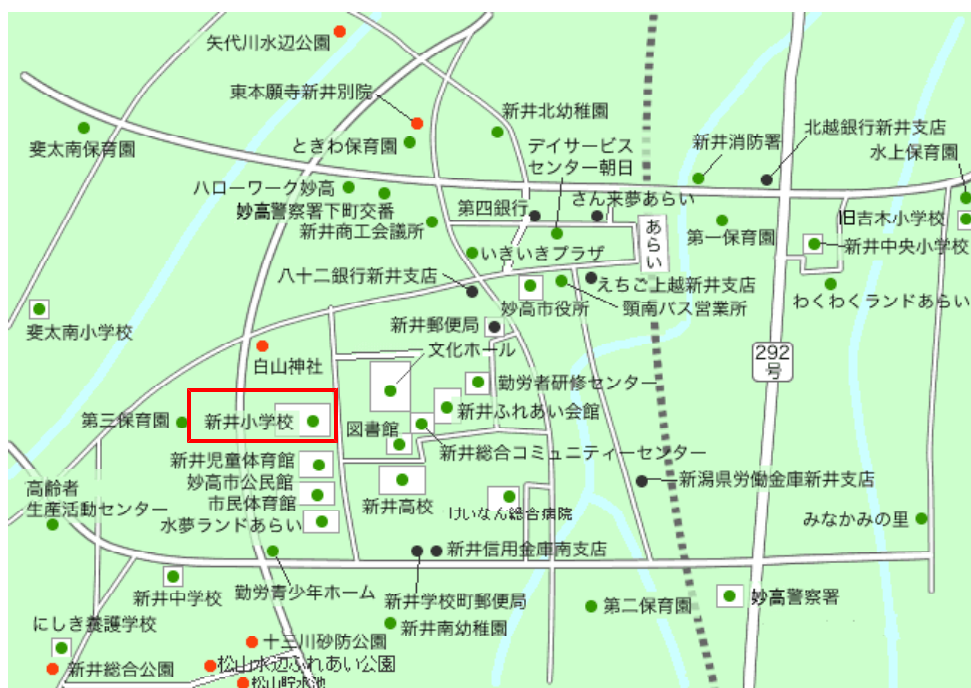 矢代川水辺公園
東本願寺新井別院
新井北幼稚園
斐太南保育園
ときわ保育園
デイサービス
センター朝日
新井消防署
北越銀行新井支店
水上保育園
ハローワーク妙高
妙高警察署下町交番
新井商工会議所
第四銀行
さん来夢あらい
あらい
第一保育園
旧吉木小学校
新井中央小学校
いきいきプラザ
八十二銀行新井支店
えちご上越新井支店
妙高市役所
頸南バス営業所
わくわくランドあらい
斐太南小学校
新井郵便局
文化ホール
白山神社
292
号
勤労者研修センター
第三保育園
新井小学校
図書館
新井ふれあい会館
新井総合コミュニティーセンター
新井児童体育館
妙高市公民館
市民体育館
水夢ランドあらい
新井高校
けいなん総合病院
新潟県労働金庫新井支店
高齢者
生産活動センター
みなかみの里
新井信用金庫南支店
新井中学校
勤労青少年ホーム
新井学校町郵便局
第二保育園
妙高警察署
にしき養護学校
新井南幼稚園
十三川砂防公園
新井総合公園
松山水辺ふれあい公園
松山貯水池